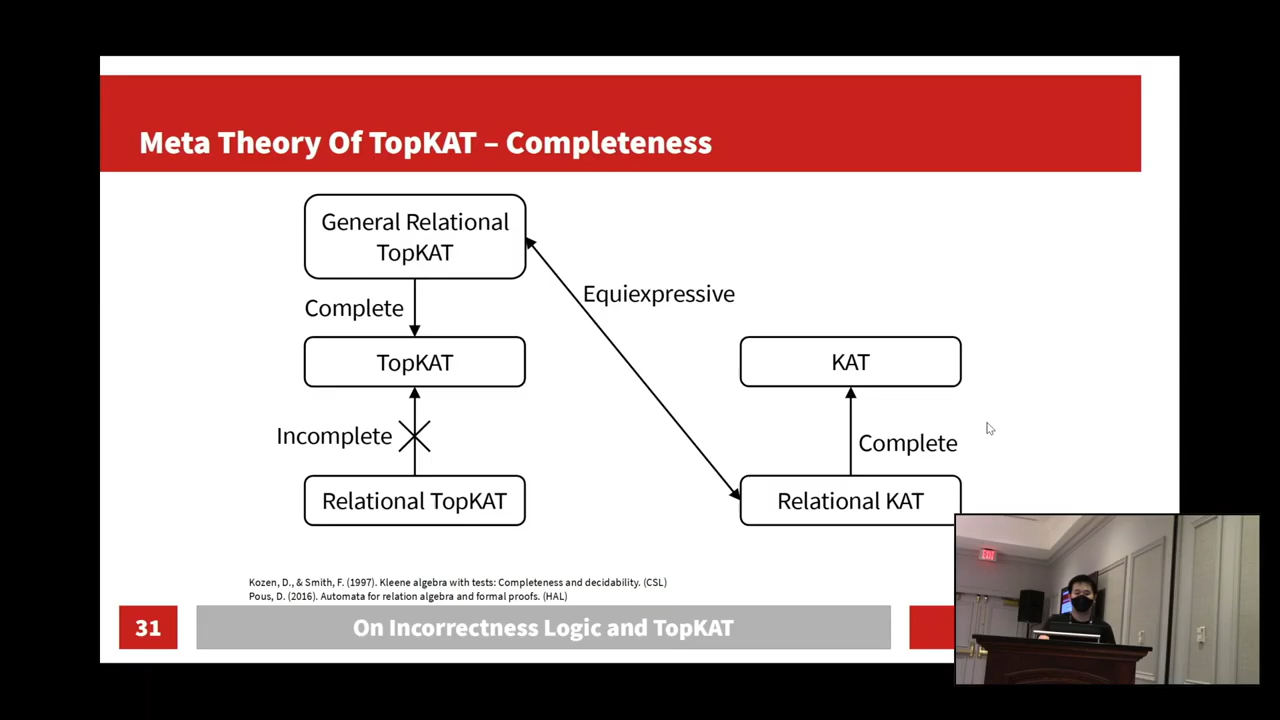 Meta Theory Of TopKAT – Completeness
General Relational
TopKAT
Equiexpressive
Complete
TopKAT
KAT
Incomplete
Complete
Relational TopKAT
Relational KAT
Kozen, D., & Smith, F. (1997). Kleene algebra with tests: Completeness and decidability. (CSL)
Pous, D. (2016). Automata for relation algebra and formal proofs. (HAL)
31
On Incorrectness Logic and TopKAT
EXIT